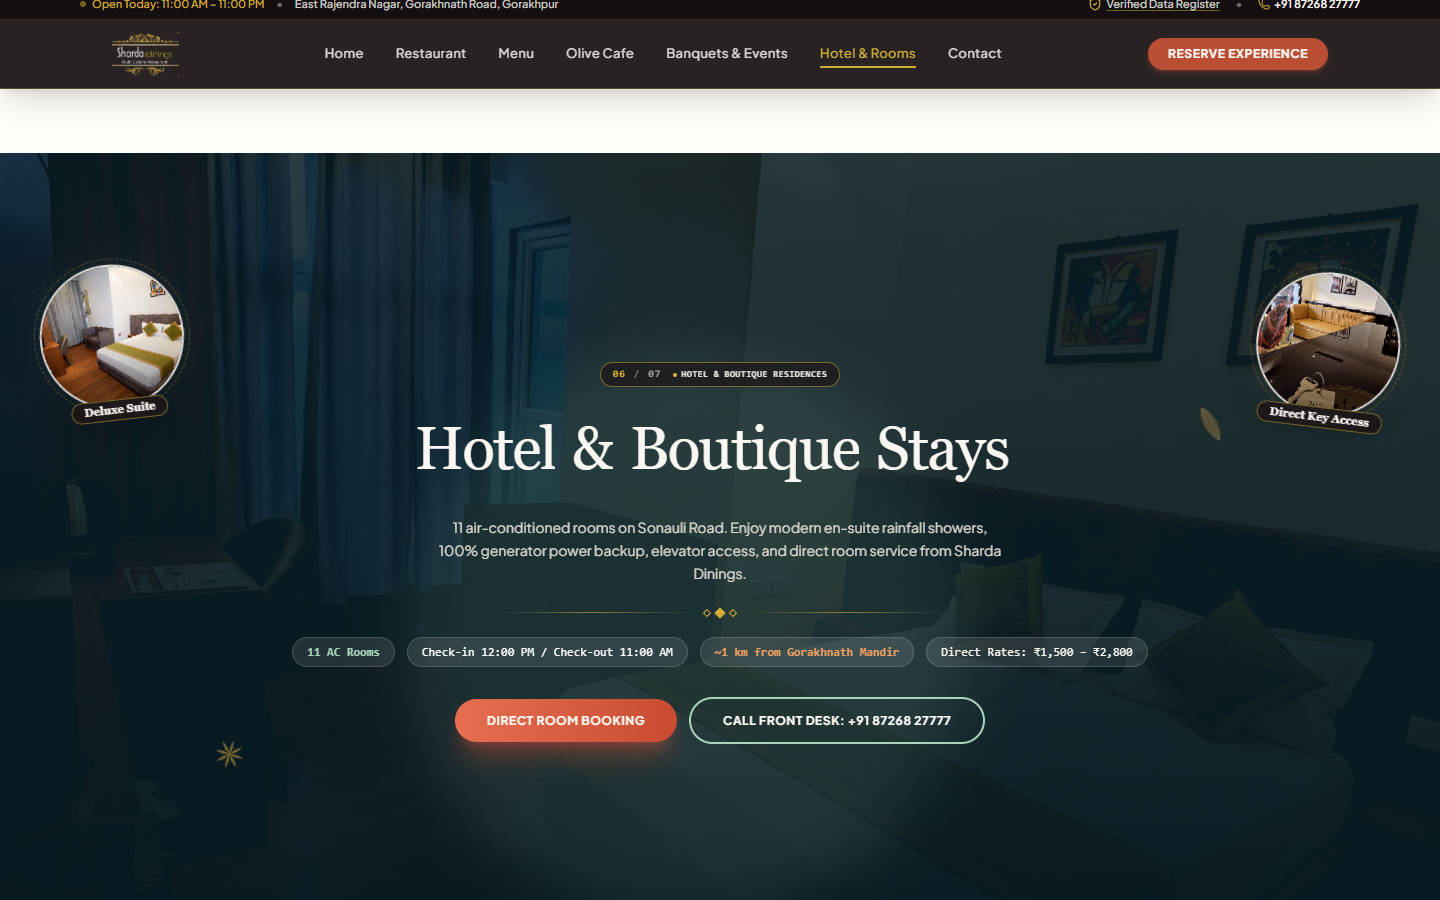 Open Today: 11:00 AM – 11:00 PM • East Rajendra Nagar, Gorakhnath Road, Gorakhpur
Verified Data Register • +91 87268 27777
Sharda dinings
Multi Cuisine Restaurant
Home Restaurant Menu Olive Cafe Banquets & Events Hotel & Rooms Contact
RESERVE EXPERIENCE
Deluxe Suite
Direct Key Access
06 / 07 • HOTEL & BOUTIQUE RESIDENCES
Hotel & Boutique Stays
11 air-conditioned rooms on Sonauli Road. Enjoy modern en-suite rainfall showers,
100% generator power backup, elevator access, and direct room service from Sharda
Dinings.
11 AC Rooms
Check-in 12:00 PM / Check-out 11:00 AM
~1 km from Gorakhnath Mandir
Direct Rates: ₹1,500 – ₹2,800
DIRECT ROOM BOOKING
CALL FRONT DESK: +91 87268 27777